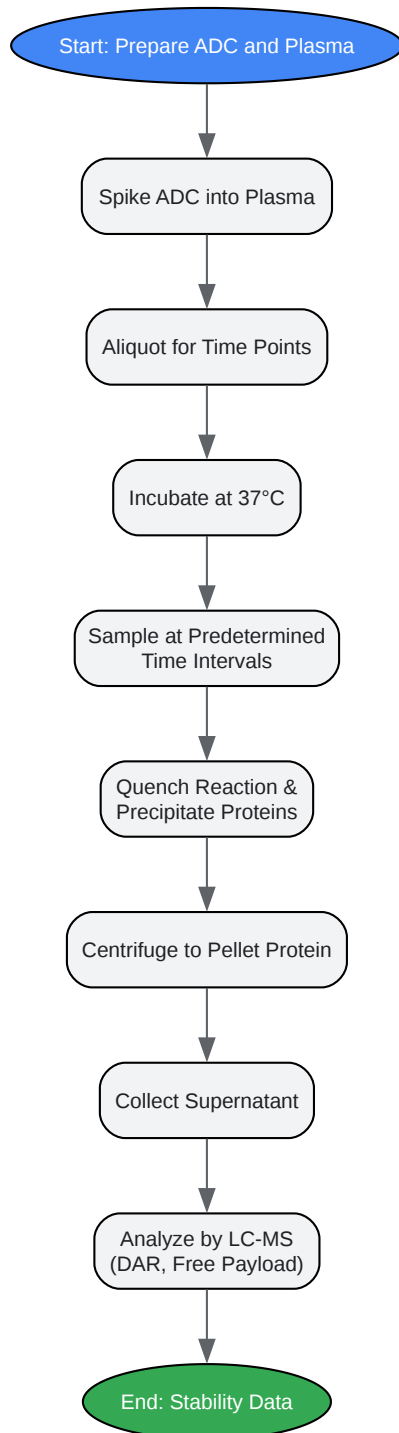 Start: Prepare ADC and Plasma
Spike ADC into Plasma
Aliquot for Time Points
Incubate at 37°C
Sample at Predetermined
Time Intervals
Quench Reaction &
Precipitate Proteins
Centrifuge to Pellet Protein
Collect Supernatant
Analyze by LC-MS
(DAR, Free Payload)
End: Stability Data